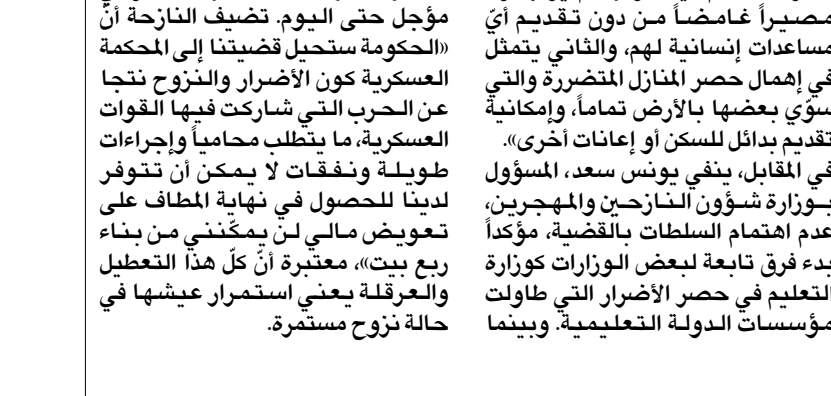 مصيراً غامضاً من دون تقديم أيّ
مساعدات إنسانية لهم، والثاني يتمثل
في إهمال حصر المنازل المتضررة والتي
سوّي بعضها بالأرض تماماً، وإمكانية
تقديم بدائل للسكن أو إعانات أخرى».
في المقابل، ينفي يونس سعد، المسؤول
بوزارة شؤون النازحين والمهجرين،
عدم اهتمام السلطات بالقضية، مؤكداً
بدء فرق تابعة لبعض الوزارات كوزارة
التعليم في حصر الأضرار التي طاولت
مؤسسات الدولة التعليمية. وبينما
مؤجل حتى اليوم. تضيف النازحة أنّ
«الحكومة ستحيل قضيتنا إلى المحكمة
العسكرية كون الأضرار والنزوح نتجا
عن الحرب التي شاركت فيها القوات
العسكرية، ما يتطلب محامياً وإجراءات
طويلة ونفقات لا يمكن أن تتوفر
لدينا للحصول في نهاية المطاف على
تعويض مالي لن يمكّنني من بناء
ربع بيت»، معتبرة أنّ كلّ هذا التعطيل
والعرقلة يعني استمرار عيشها في
حالة نزوح مستمرة.